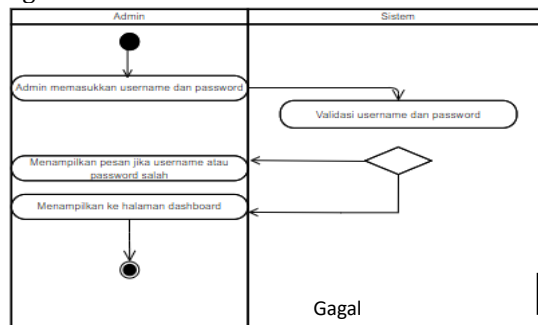 Admin
Sistem
Admin memasukkan username dan password
Validasi username dan password
Menampilkan pesan jika username atau
password salah
Menampilkan ke halaman dashboard
Gagal